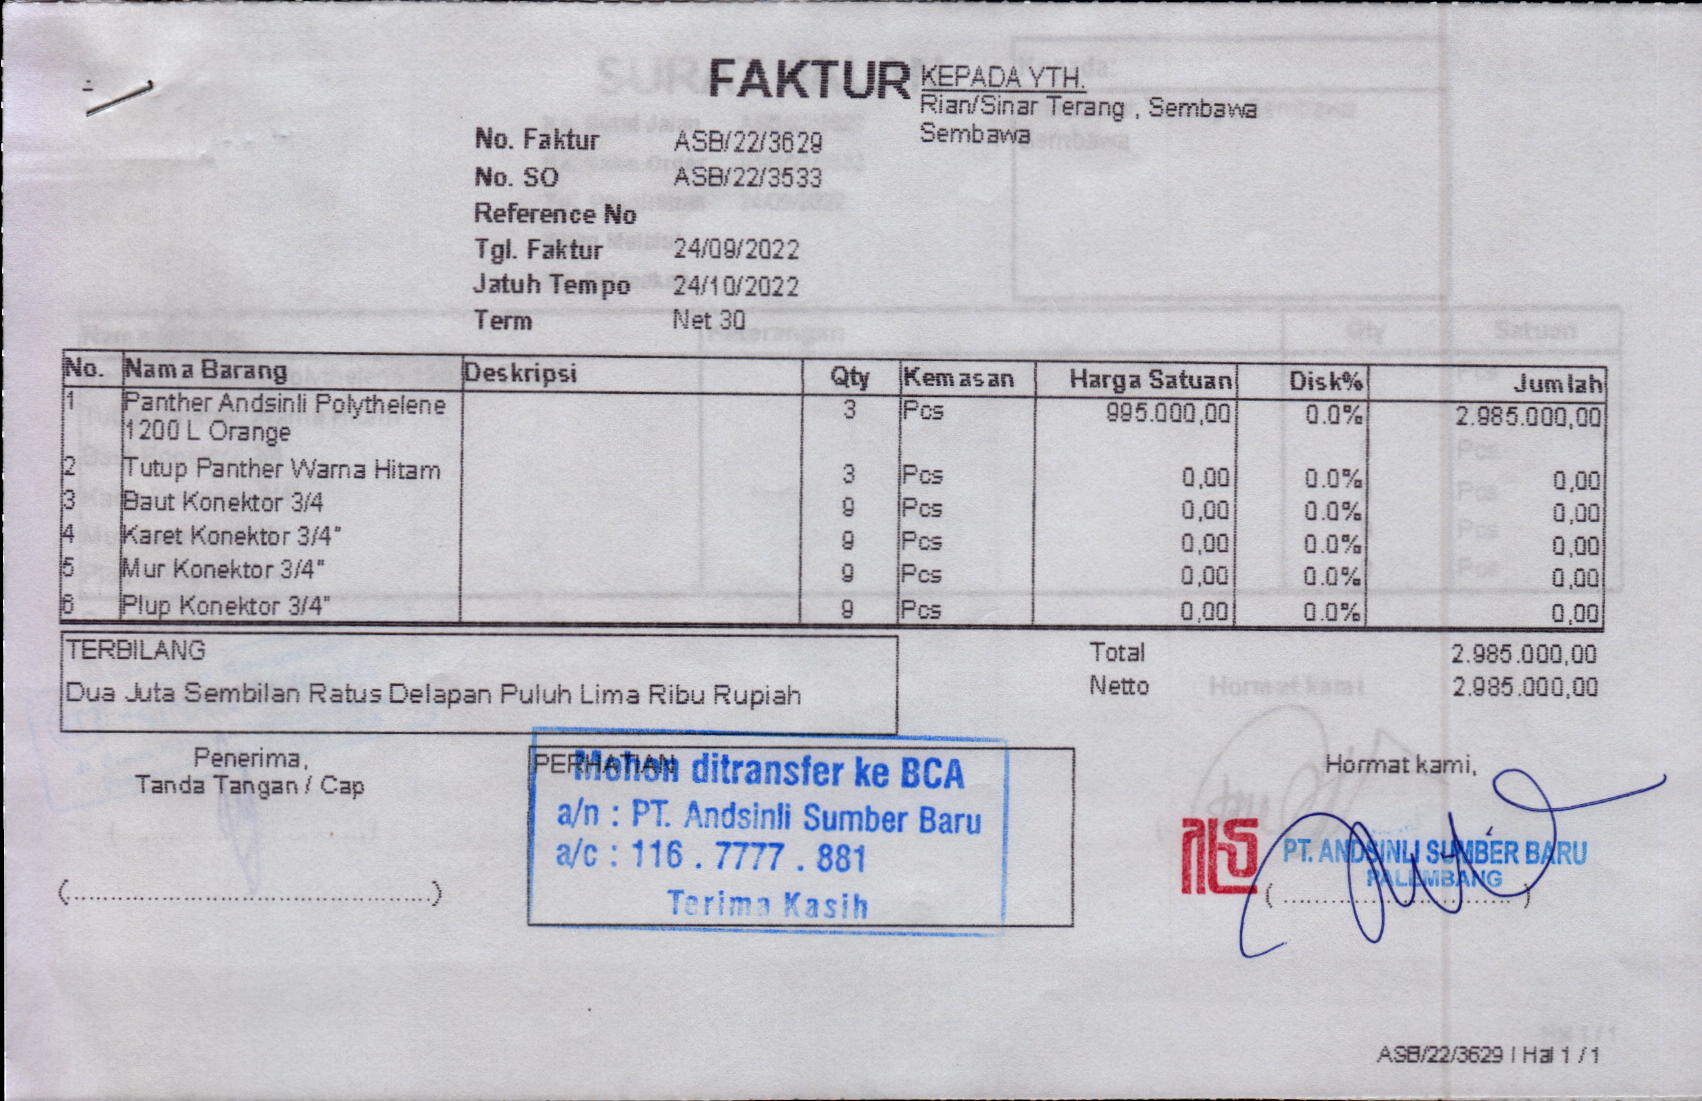 FAKTUR
KEPADA YTH.
Rian/Sinar Terang , Sembawa
Sembawa
No. Faktur ASB/22/3629
No. SO ASB/22/3533
Reference No
Tgl. Faktur 24/09/2022
Jatuh Tempo 24/10/2022
Term Net 30
No. Nama Barang Deskripsi Qty Kemasan Harga Satuan Disk% Jumlah
1 Panther Andsinli Polythelene 3 Pcs 995.000,00 0.0% 2.985.000,00
1200 L Orange
2 Tutup Panther Warna Hitam 3 Pcs 0,00 0.0% 0,00
3 Baut Konektor 3/4 9 Pcs 0,00 0.0% 0,00
4 Karet Konektor 3/4" 9 Pcs 0,00 0.0% 0,00
5 Mur Konektor 3/4" 9 Pcs 0,00 0.0% 0,00
6 Plup Konektor 3/4" 9 Pcs 0,00 0.0% 0,00
TERBILANG
Dua Juta Sembilan Ratus Delapan Puluh Lima Ribu Rupiah
Total 2.985.000,00
Netto 2.985.000,00
Penerima,
Tanda Tangan / Cap
(................................................)
PERHATIAN
Mohon ditransfer ke BCA
a/n : PT. Andsinli Sumber Baru
a/c : 116 . 7777 . 881
Terima Kasih
Hormat kami,
PT. ANDSINLI SUMBER BARU
PALEMBANG
(................................)
ASB/22/3629 | Hal 1 / 1